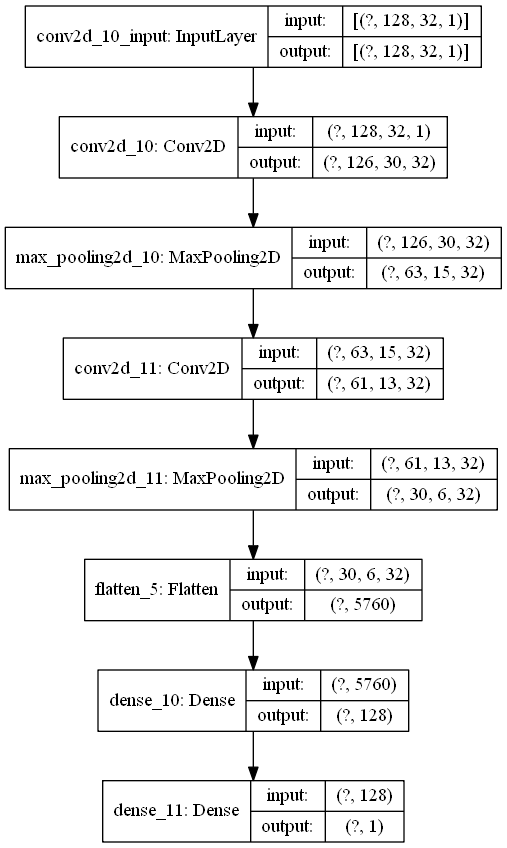 conv2d_10_input: InputLayer
input: [(?, 128, 32, 1)]
output: [(?, 128, 32, 1)]
conv2d_10: Conv2D
input: (?, 128, 32, 1)
output: (?, 126, 30, 32)
max_pooling2d_10: MaxPooling2D
input: (?, 126, 30, 32)
output: (?, 63, 15, 32)
conv2d_11: Conv2D
input: (?, 63, 15, 32)
output: (?, 61, 13, 32)
max_pooling2d_11: MaxPooling2D
input: (?, 61, 13, 32)
output: (?, 30, 6, 32)
flatten_5: Flatten
input: (?, 30, 6, 32)
output: (?, 5760)
dense_10: Dense
input: (?, 5760)
output: (?, 128)
dense_11: Dense
input: (?, 128)
output: (?, 1)